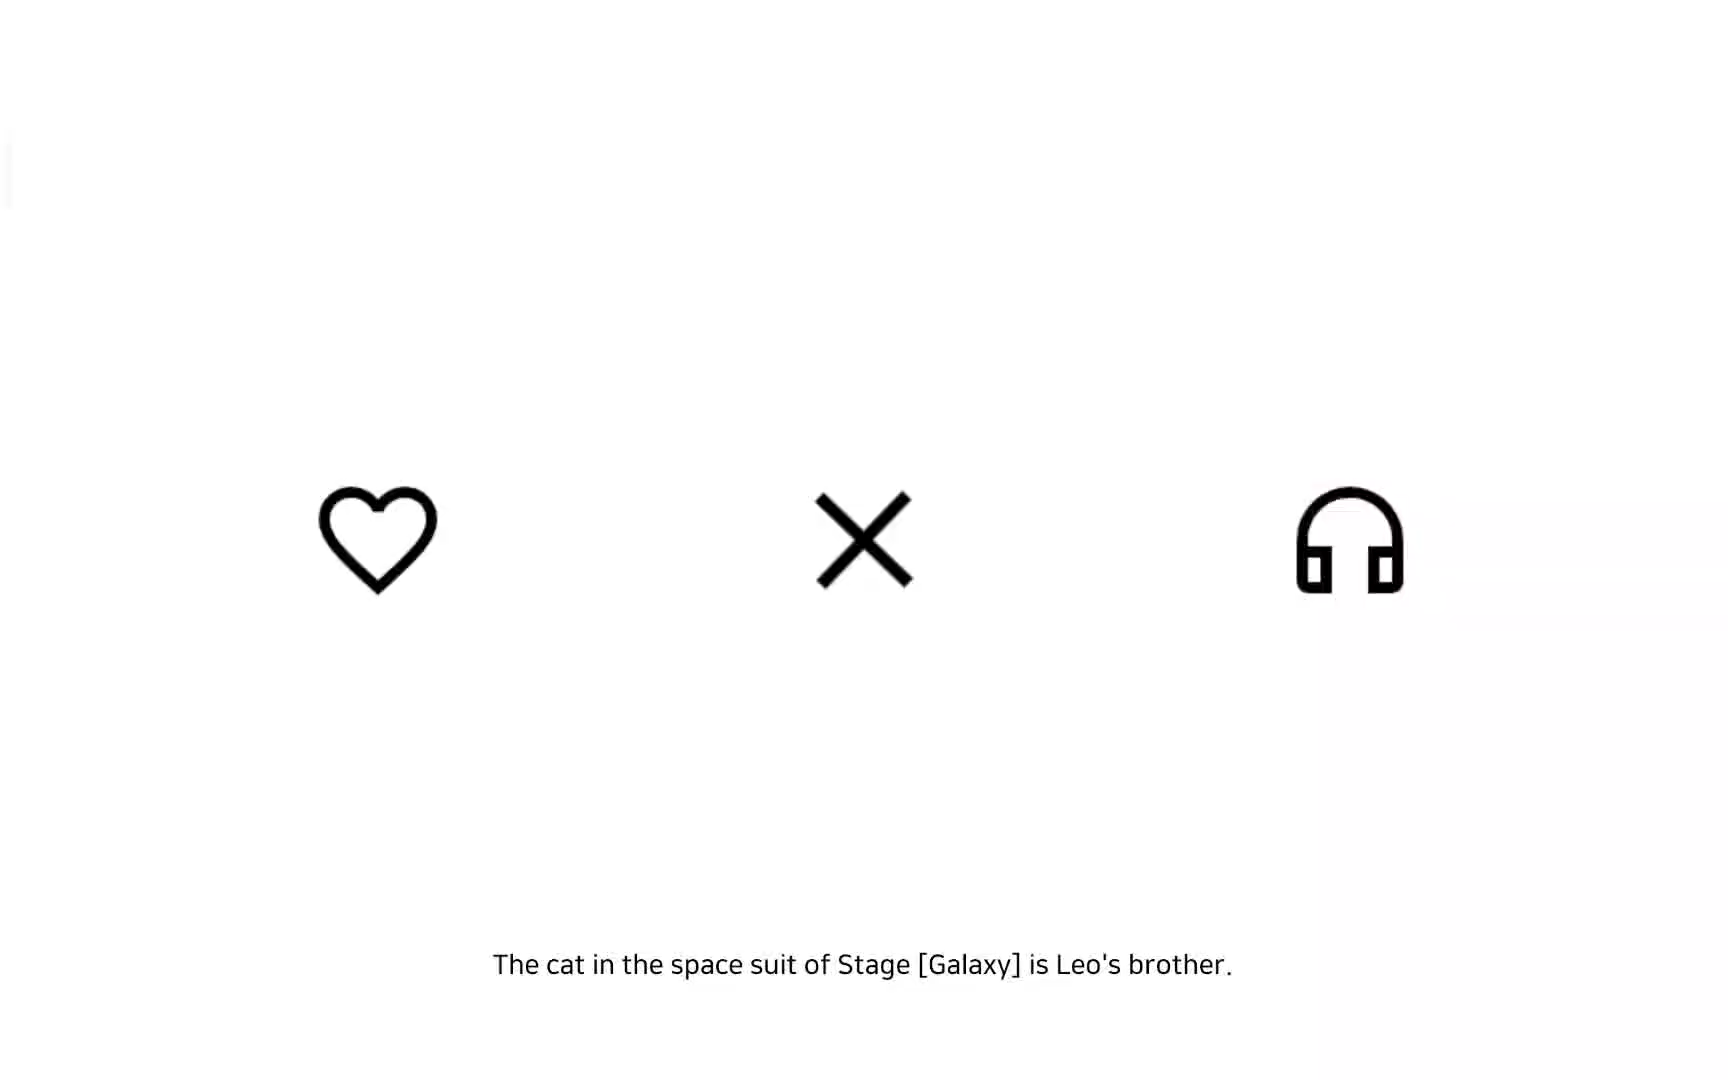 The cat in the space suit of Stage [Galaxy] is Leo's brother.